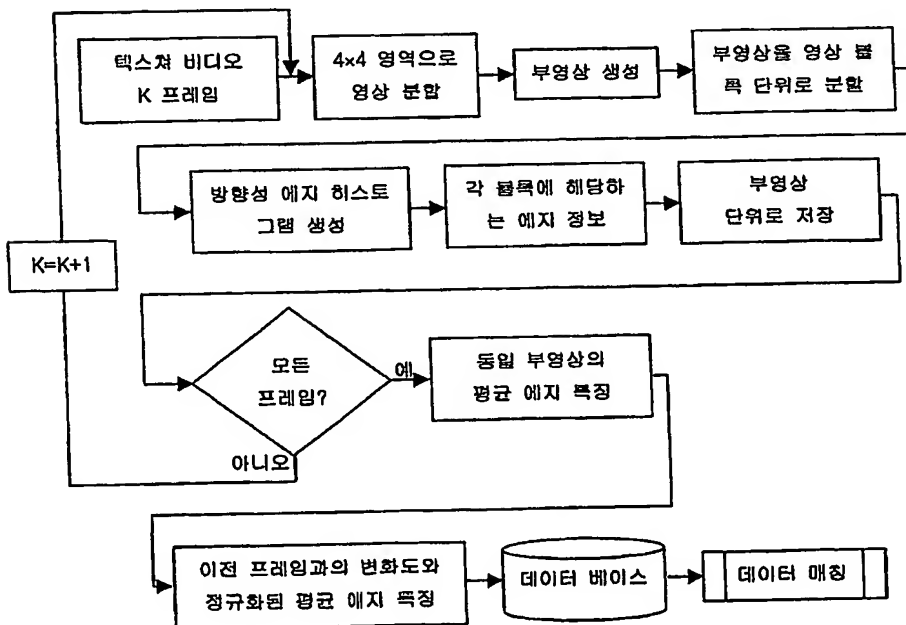 텍스쳐 비디오
K 프레임
4×4 영역으로
영상 분할
부영상 생성
부영상을 영상 블
록 단위로 분할
방향성 에지 히스토
그램 생성
각 블록에 해당하
는 에지 정보
부영상
단위로 저장
K=K+1
모든
프레임?
예
아니오
동일 부영상의
평균 에지 특징
이전 프레임과의 변화도와
정규화된 평균 에지 특징
데이터 베이스
데이터 매칭